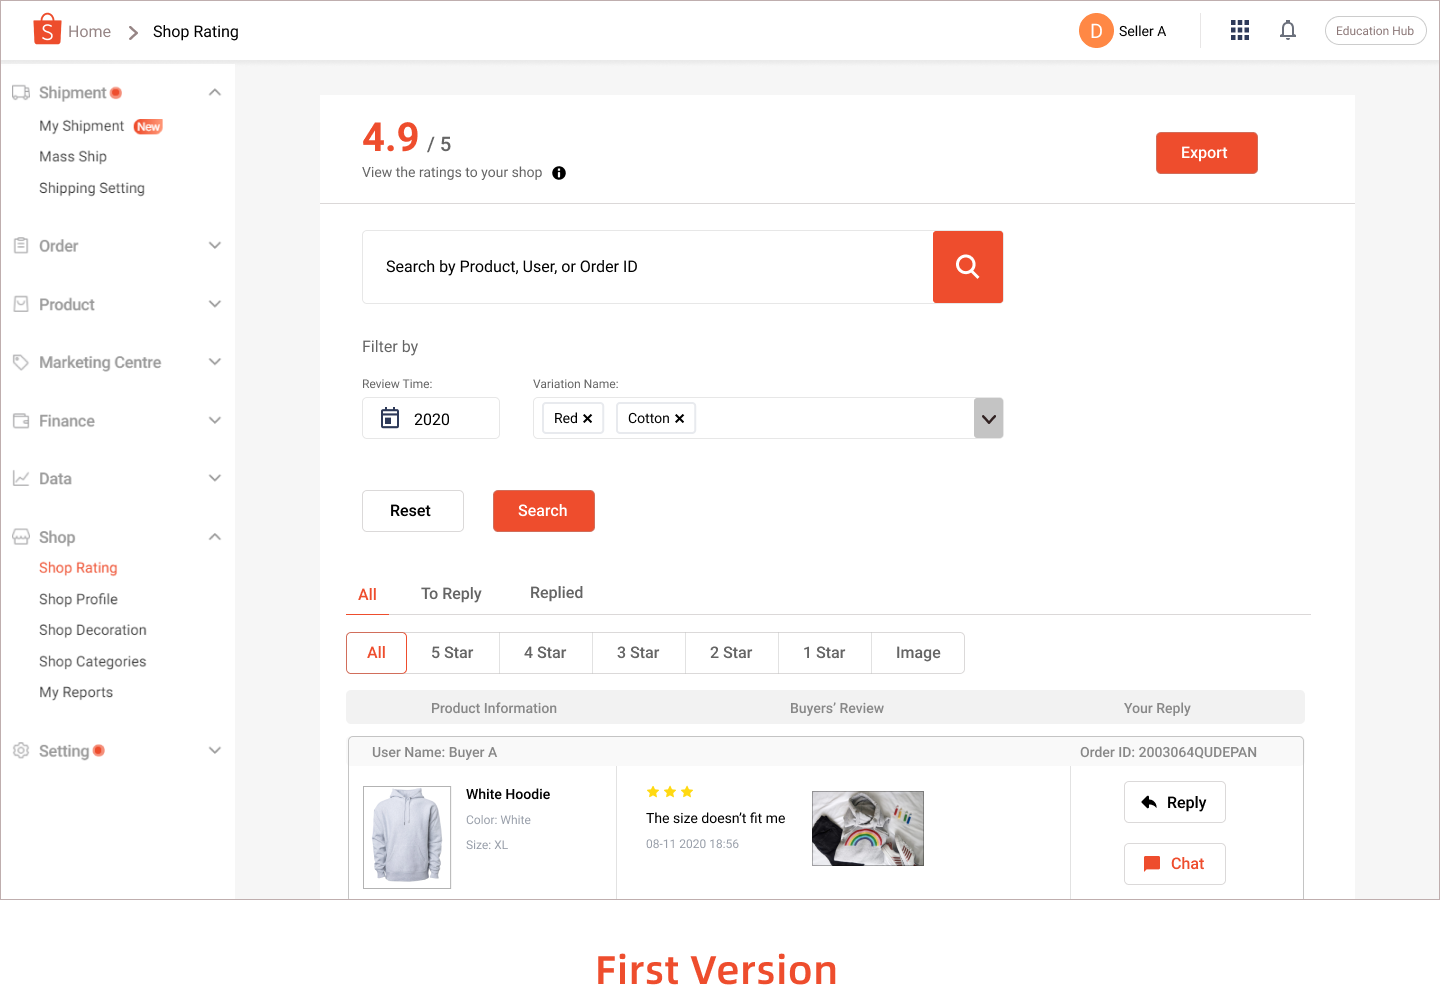 S Home Shop Rating D Seller A Education Hub
Shipment
My Shipment New
Mass Ship
Shipping Setting
Order
Product
Marketing Centre
Finance
Data
Shop
Shop Rating
Shop Profile
Shop Decoration
Shop Categories
My Reports
Setting
4.9 / 5
View the ratings to your shop
Export
Search by Product, User, or Order ID
Filter by
Review Time: Variation Name:
2020 Red Cotton
Reset Search
All To Reply Replied
All 5 Star 4 Star 3 Star 2 Star 1 Star Image
Product Information Buyers’ Review Your Reply
User Name: Buyer A Order ID: 2003064QUDEPAN
White Hoodie
Color: White
Size: XL
The size doesn’t fit me
08-11 2020 18:56
Reply
Chat
First Version